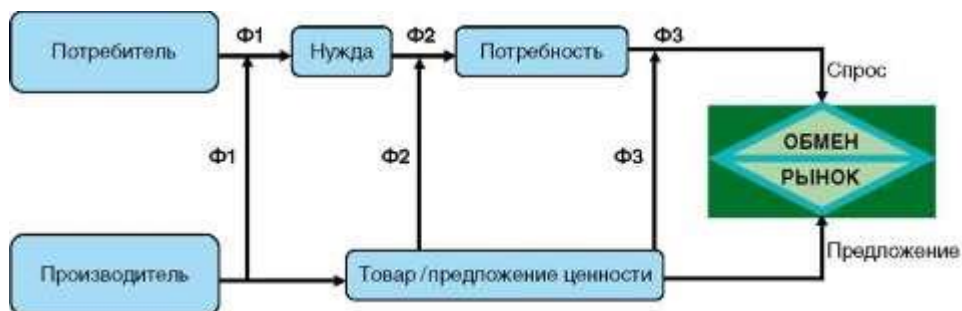 Потребитель
Ф1
Нужда
Ф2
Потребность
Ф3
Спрос
ОБМЕН
РЫНОК
Ф1
Ф2
Ф3
Производитель
Товар/предложение ценности
Предложение